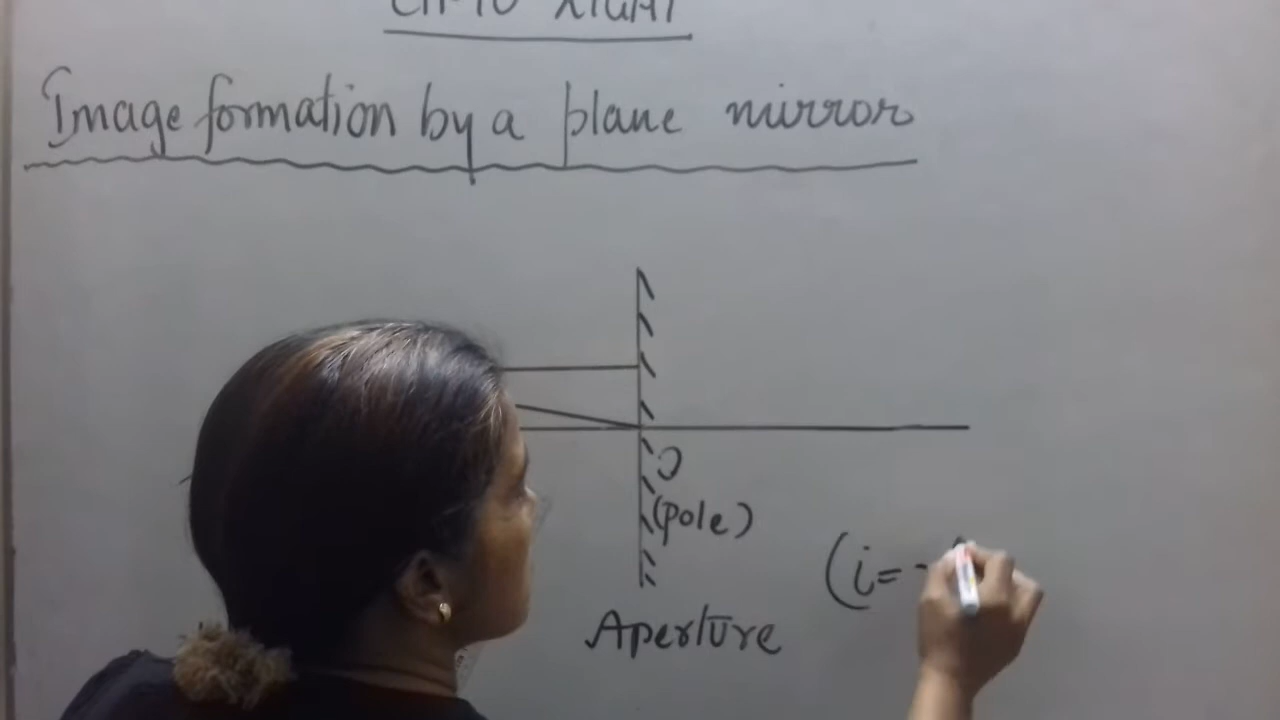 Image formation by a plane mirror
O
(pole)
(i=
Aperture